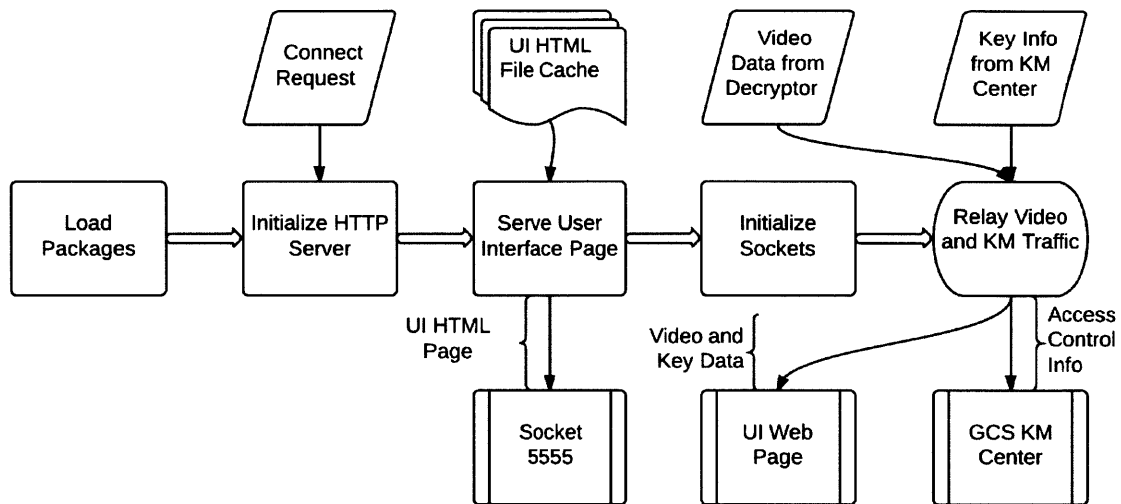 Connect
Request
UI HTML
File Cache
Video
Data from
Decryptor
Key Info
from KM
Center
Load
Packages
Initialize HTTP
Server
Serve User
Interface Page
Initialize
Sockets
Relay Video
and KM Traffic
UI HTML
Page
Video and
Key Data
Access
Control
Info
Socket
5555
UI Web
Page
GCS KM
Center